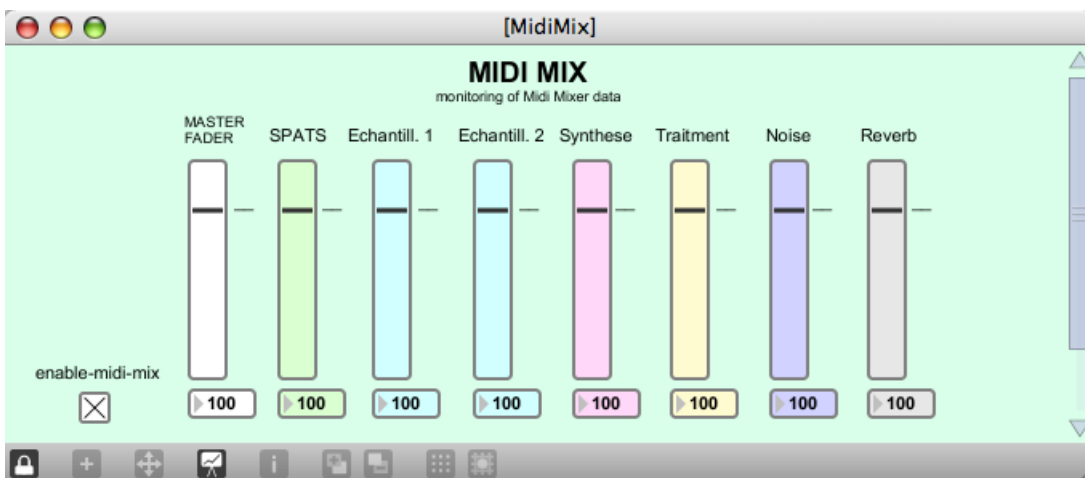 [MidiMix]
MIDI MIX
monitoring of Midi Mixer data
MASTER
FADER
SPATS
Echantill. 1
Echantill. 2
Synthese
Traitment
Noise
Reverb
enable-midi-mix
100
100
100
100
100
100
100
100